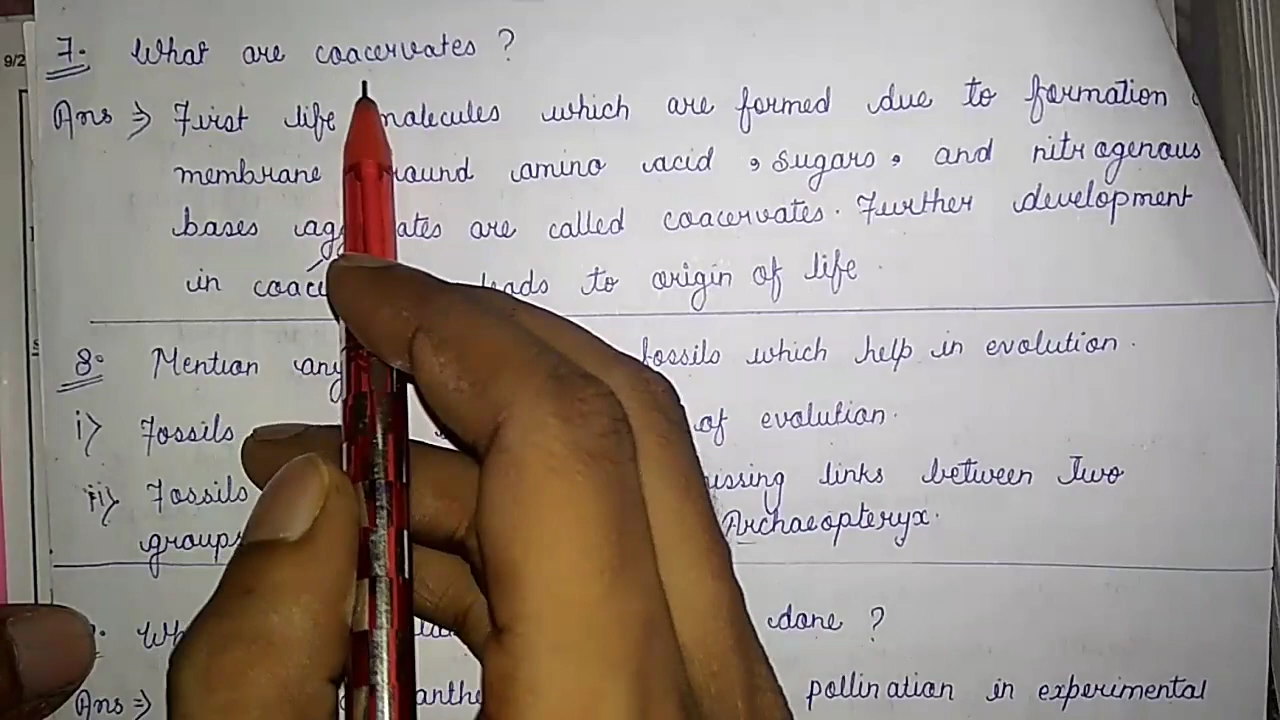 9/2
7. What are coacervates ?
Ans ⇒ First life molecules which are formed due to formation
membrane around amino acid , sugars , and nitrogenous
bases are called coacervates. Further development
in leads to origin of life .
8. Mention any fossils which help in evolution .
i) Fossils of evolution.
ii) Fossils missing links between Two
groups Archaeopteryx.
done ?
Ans ⇒ pollination in experimental